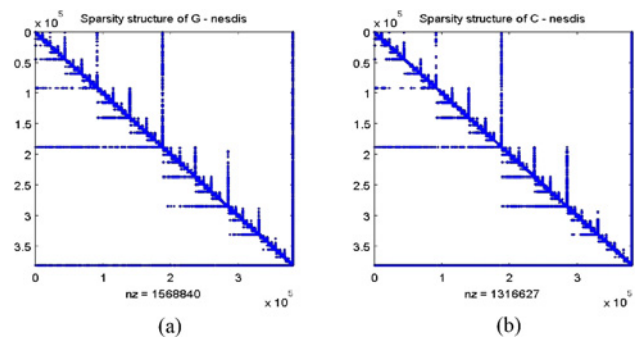 Sparsity structure of G - nesdis
x 10^5
0
0.5
1
1.5
2
2.5
3
3.5
0 1 2 3
x 10^5
nz = 1568840
(a)
Sparsity structure of C - nesdis
x 10^5
0
0.5
1
1.5
2
2.5
3
3.5
0 1 2 3
x 10^5
nz = 1316627
(b)